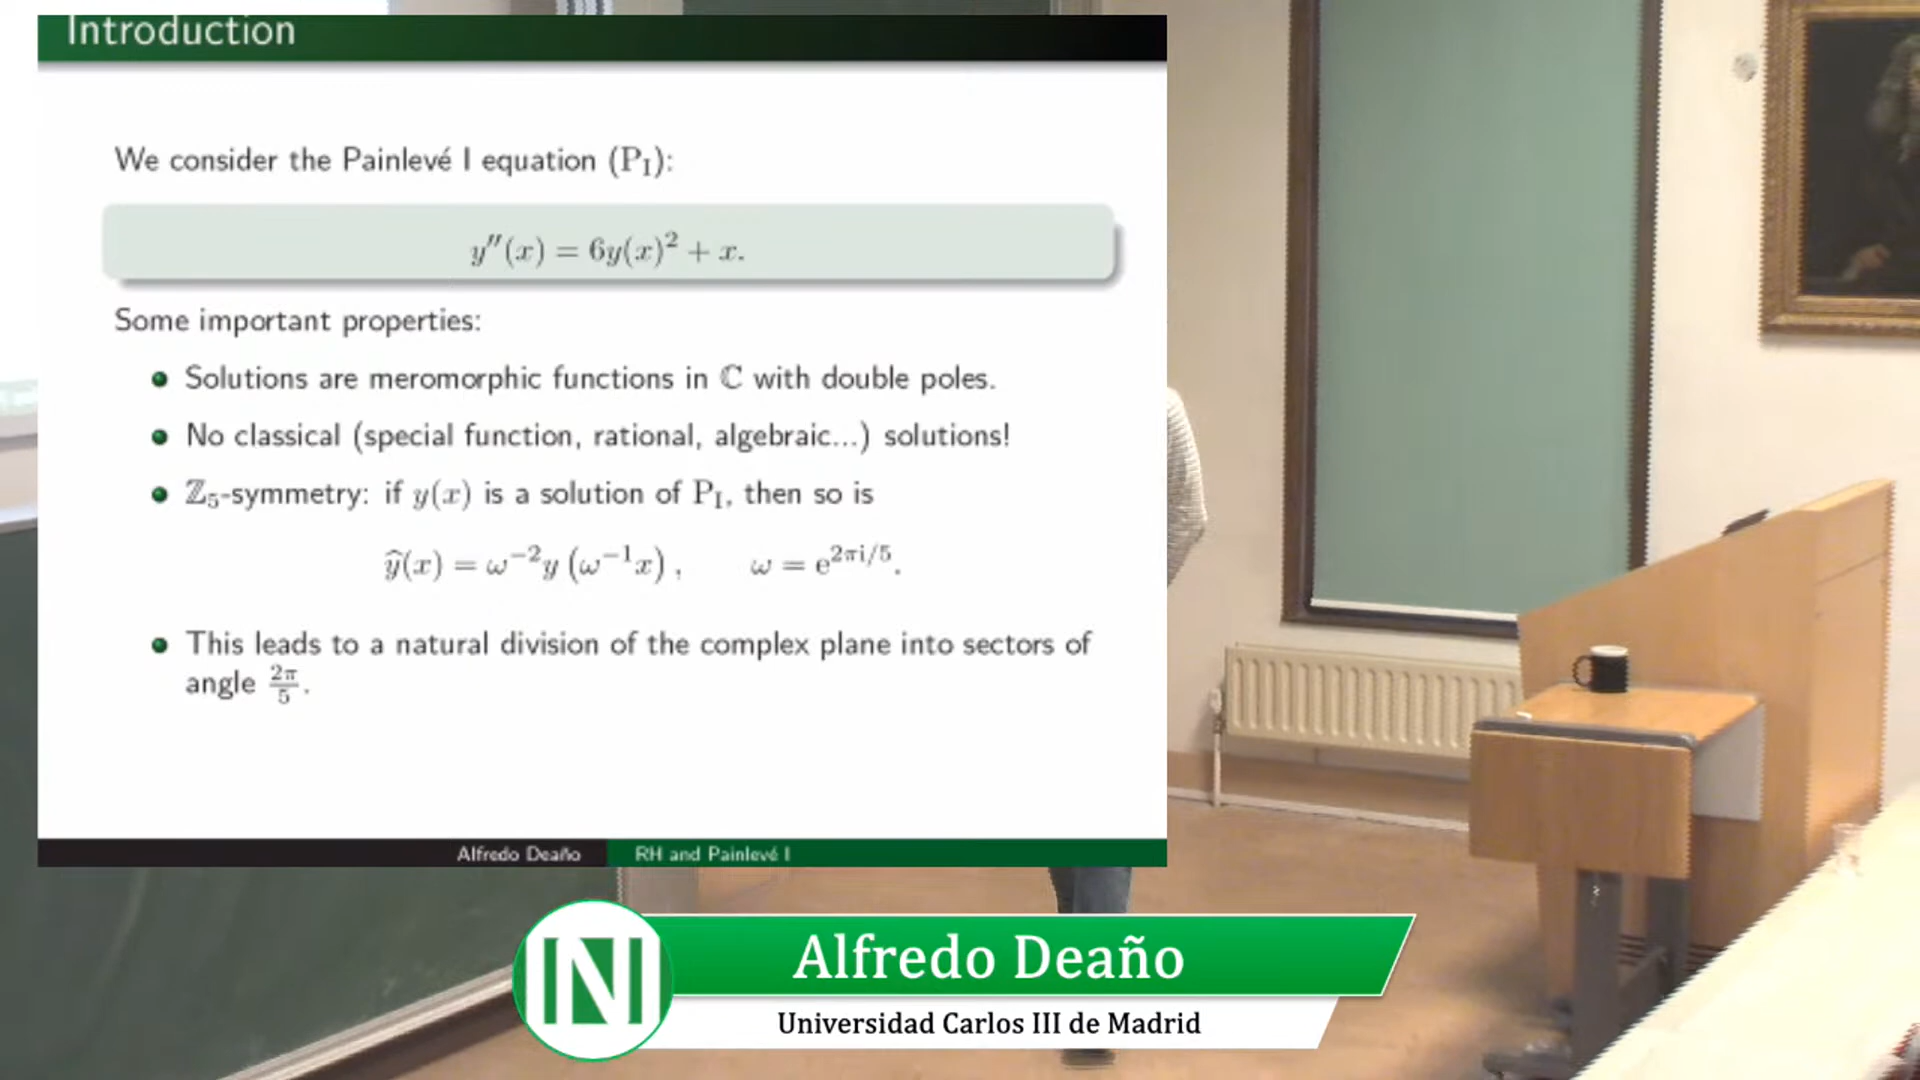 Introduction
We consider the Painlevé I equation (P_I):
y''(x) = 6y(x)^2 + x.
Some important properties:
Solutions are meromorphic functions in ℂ with double poles.
No classical (special function, rational, algebraic...) solutions!
ℤ_5-symmetry: if y(x) is a solution of P_I, then so is
ŷ(x) = ω^{-2}y (ω^{-1}x) , ω = e^{2πi/5}.
This leads to a natural division of the complex plane into sectors of
angle 2π/5.
Alfredo Deaño RH and Painlevé I
N
Alfredo Deaño
Universidad Carlos III de Madrid